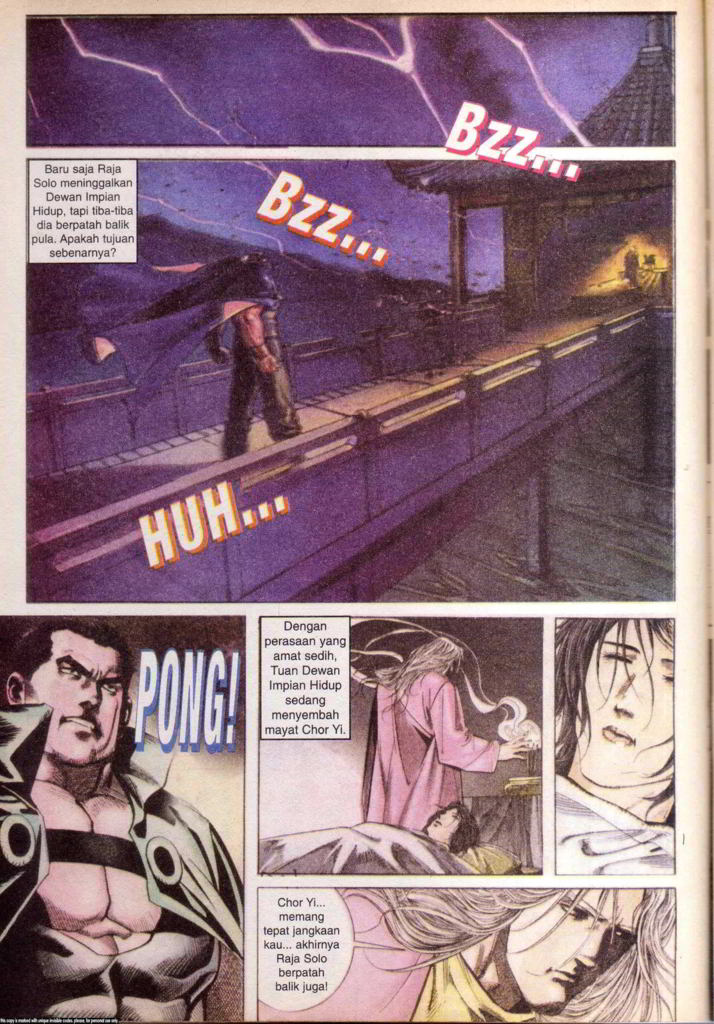 BZZ...
Baru saja Raja
Solo meninggalkan
Dewan Impian
Hidup, tapi tiba-tiba
dia berpatah balik
pula. Apakah tujuan
sebenarnya?
BZZ...
HUH...
PONG!
Dengan
perasaan yang
amat sedih,
Tuan Dewan
Impian Hidup
sedang
menyembah
mayat Chor Yi.
Chor Yi...
memang
tepat jangkaan
kau... akhirnya
Raja Solo
berpatah
balik juga!
this copy is marked with unique invisible codes. please, for personal use only...